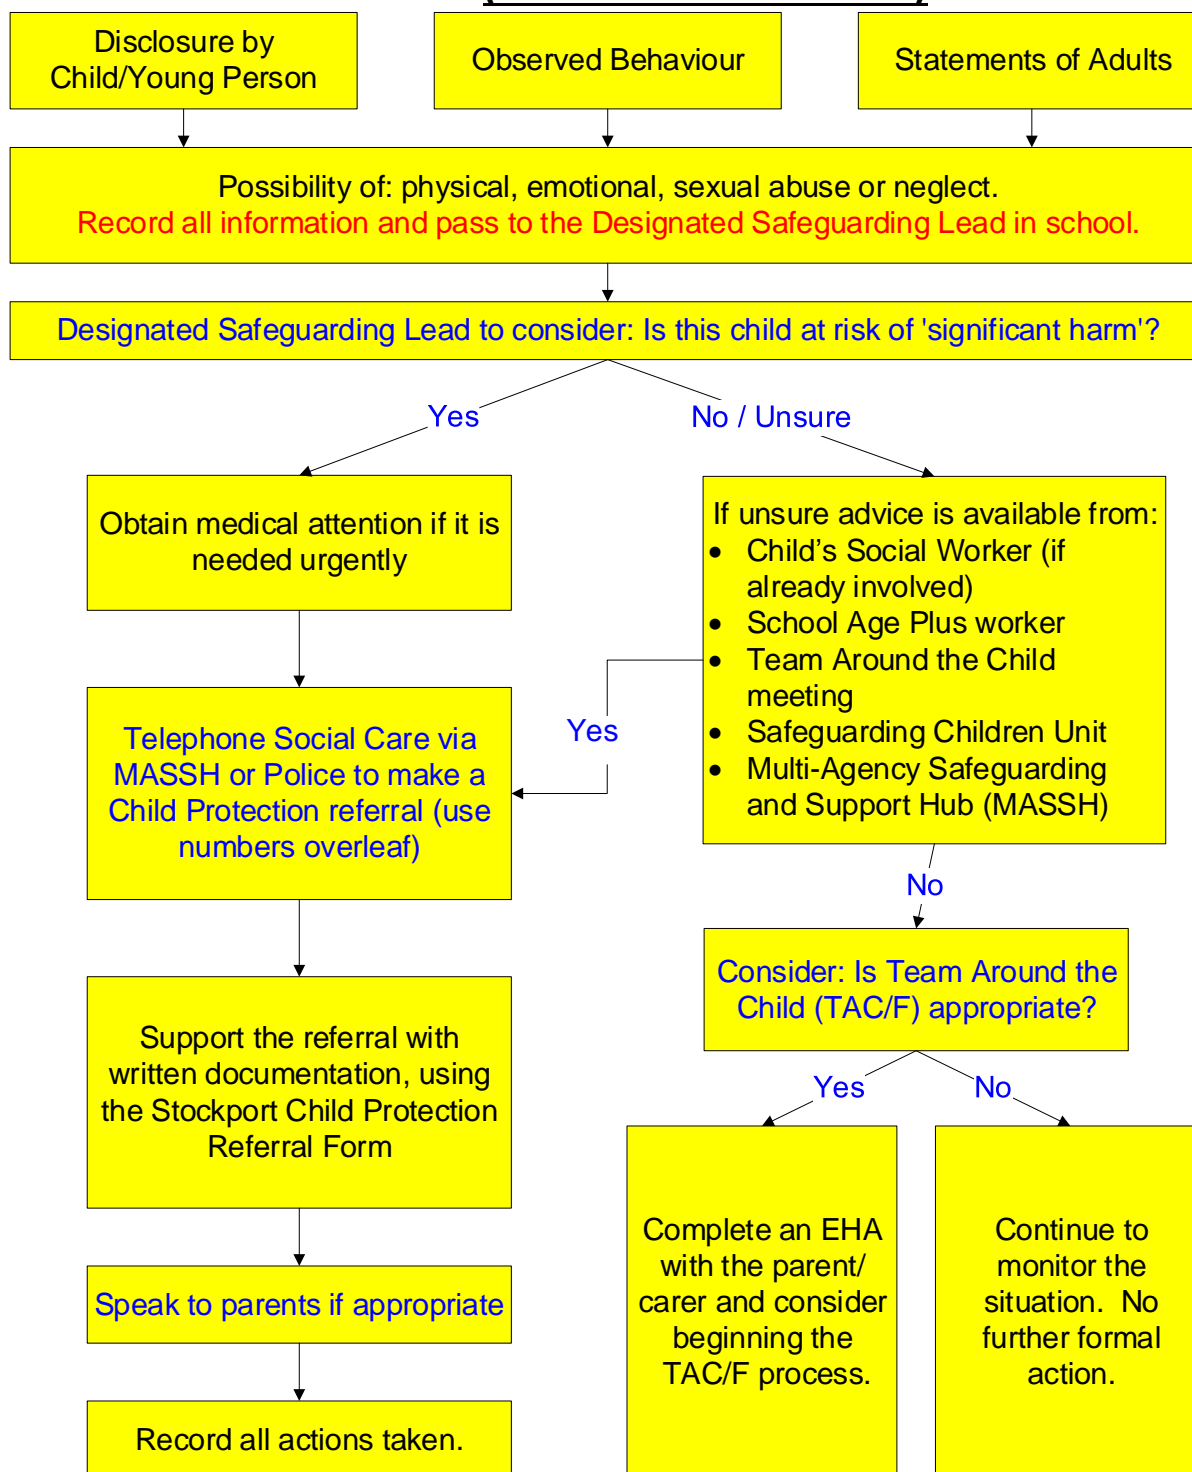 Disclosure by
Child/Young Person
Observed Behaviour
Statements of Adults
Possibility of: physical, emotional, sexual abuse or neglect.
Record all information and pass to the Designated Safeguarding Lead in school.
Designated Safeguarding Lead to consider: Is this child at risk of 'significant harm'?
Yes
No / Unsure
Obtain medical attention if it is
needed urgently
If unsure advice is available from:
• Child’s Social Worker (if
already involved)
• School Age Plus worker
• Team Around the Child
meeting
• Safeguarding Children Unit
• Multi-Agency Safeguarding
and Support Hub (MASSH)
Yes
Telephone Social Care via
MASSH or Police to make a
Child Protection referral (use
numbers overleaf)
No
Consider: Is Team Around the
Child (TAC/F) appropriate?
Support the referral with
written documentation, using
the Stockport Child Protection
Referral Form
Yes
No
Speak to parents if appropriate
Complete an EHA
with the parent/
carer and consider
beginning the
TAC/F process.
Continue to
monitor the
situation.  No
further formal
action.
Record all actions taken.